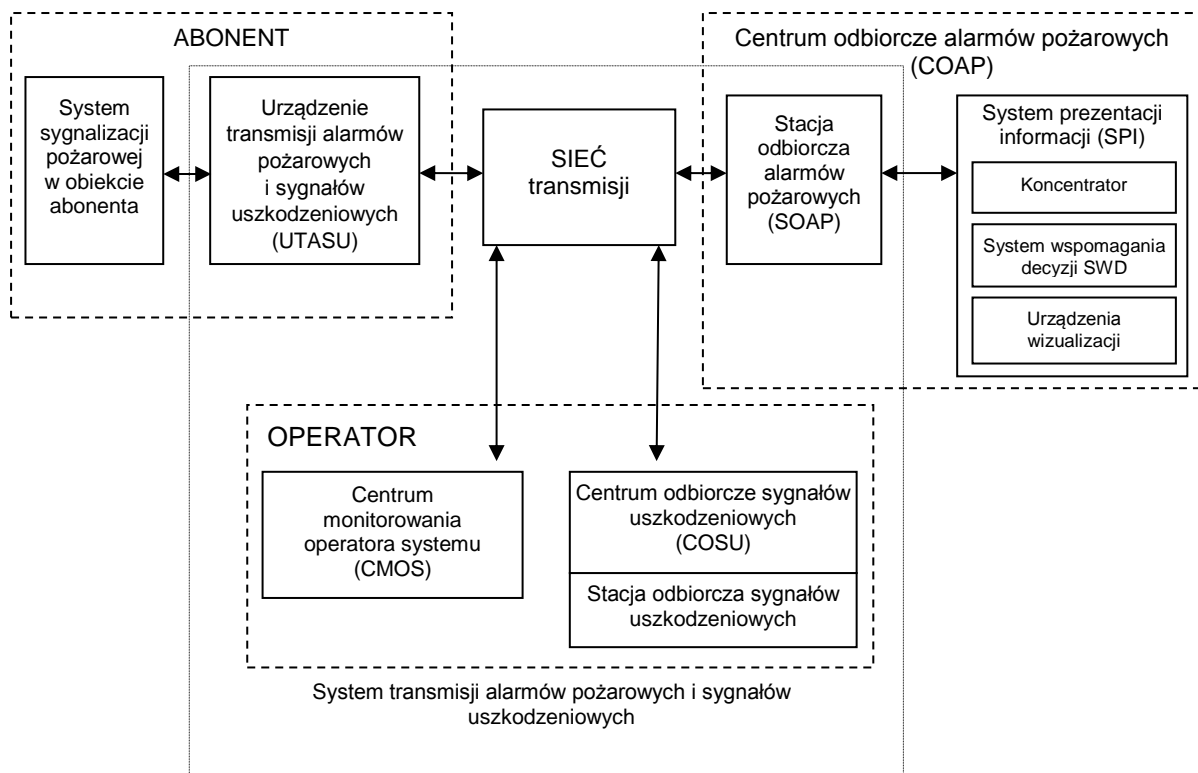 ABONENT
System
sygnalizacji
pożarowej
w obiekcie
abonenta
Urządzenie
transmisji alarmów
pożarowych
i sygnałów
uszkodzeniowych
(UTASU)
SIEĆ
transmisji
Centrum odbiorcze alarmów pożarowych
(COAP)
Stacja
odbiorcza
alarmów
pożarowych
(SOAP)
System prezentacji
informacji (SPI)
Koncentrator
System wspomagania
decyzji SWD
Urządzenia
wizualizacji
OPERATOR
Centrum
monitorowania
operatora systemu
(CMOS)
Centrum odbiorcze sygnałów
uszkodzeniowych
(COSU)
Stacja odbiorcza sygnałów
uszkodzeniowych
System transmisji alarmów pożarowych i sygnałów
uszkodzeniowych